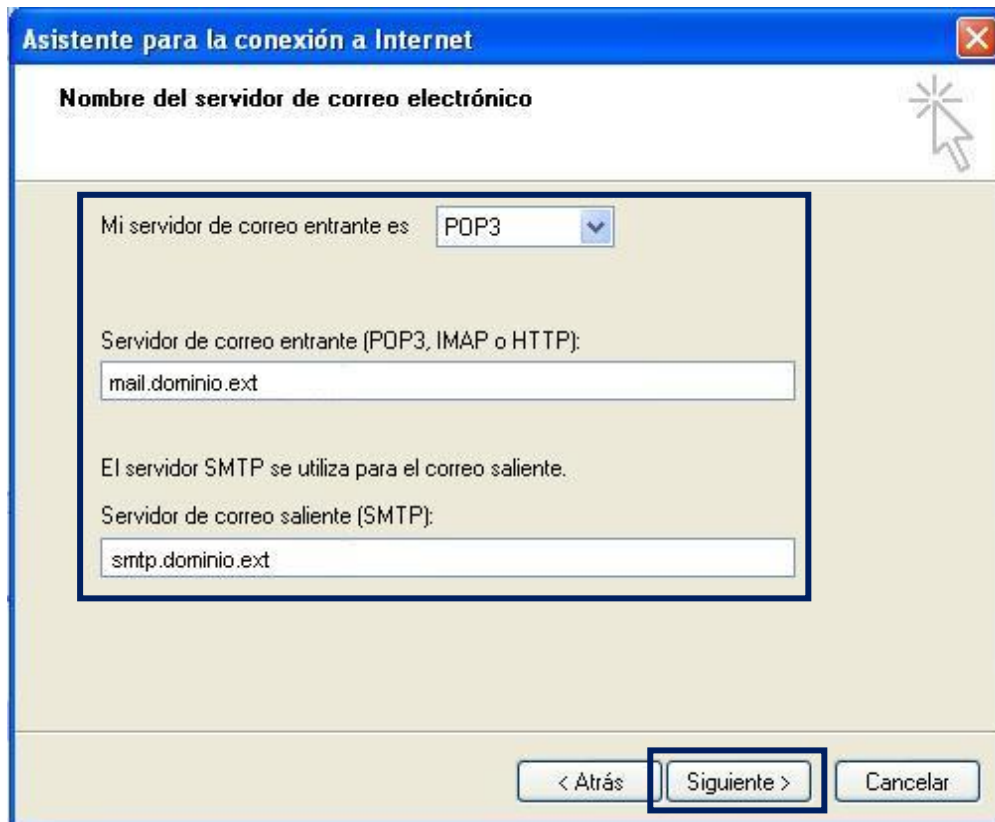 Asistente para la conexión a Internet
Nombre del servidor de correo electrónico
Mi servidor de correo entrante es POP3
Servidor de correo entrante (POP3, IMAP o HTTP):
mail.dominio.ext
El servidor SMTP se utiliza para el correo saliente.
Servidor de correo saliente (SMTP):
smtp.dominio.ext
< Atrás Siguiente > Cancelar